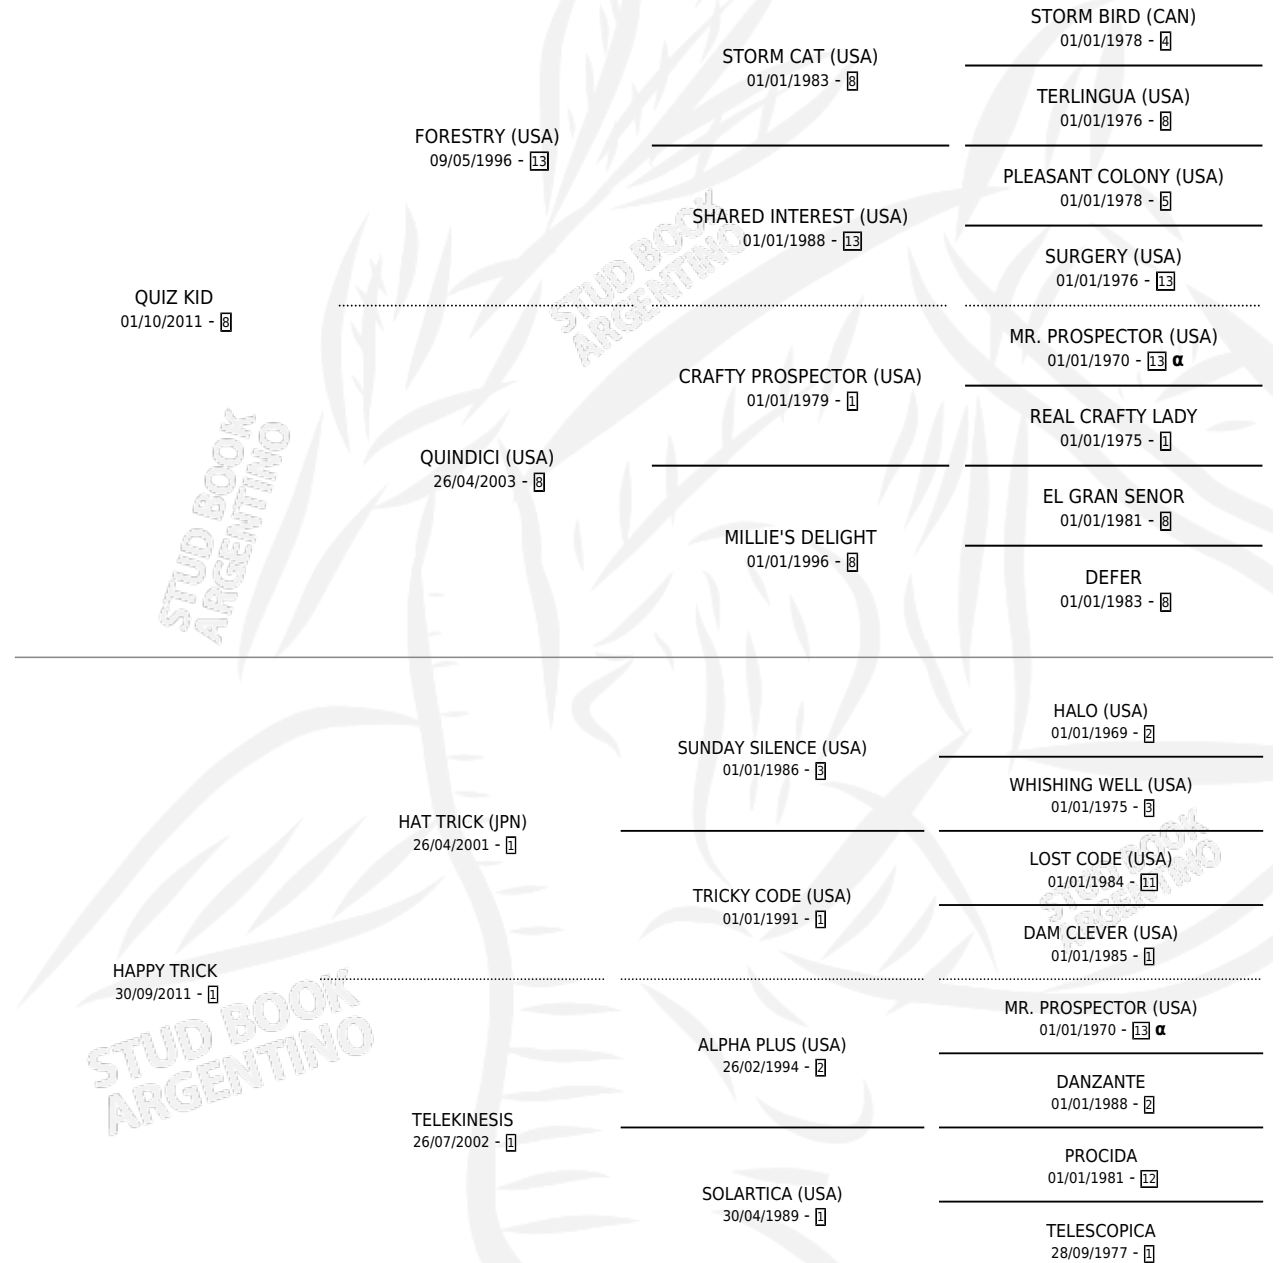 STORM BIRD (CAN)
01/01/1978 - 4
STORM CAT (USA)
01/01/1983 - 8
TERLINGUA (USA)
01/01/1976 - 8
FORESTRY (USA)
09/05/1996 - 13
PLEASANT COLONY (USA)
01/01/1978 - 5
SHARED INTEREST (USA)
01/01/1988 - 13
SURGERY (USA)
01/01/1976 - 13
QUIZ KID
01/10/2011 - 8
MR. PROSPECTOR (USA)
01/01/1970 - 13 α
CRAFTY PROSPECTOR (USA)
01/01/1979 - 1
REAL CRAFTY LADY
01/01/1975 - 1
QUINDICI (USA)
26/04/2003 - 8
EL GRAN SENOR
01/01/1981 - 8
MILLIE'S DELIGHT
01/01/1996 - 8
DEFER
01/01/1983 - 8
HALO (USA)
01/01/1969 - 2
SUNDAY SILENCE (USA)
01/01/1986 - 3
WHISHING WELL (USA)
01/01/1975 - 3
HAT TRICK (JPN)
26/04/2001 - 1
LOST CODE (USA)
01/01/1984 - 11
TRICKY CODE (USA)
01/01/1991 - 1
DAM CLEVER (USA)
01/01/1985 - 1
HAPPY TRICK
30/09/2011 - 1
MR. PROSPECTOR (USA)
01/01/1970 - 13 α
ALPHA PLUS (USA)
26/02/1994 - 2
DANZANTE
01/01/1988 - 2
TELEKINESIS
26/07/2002 - 1
PROCIDA
01/01/1981 - 12
SOLARTICA (USA)
30/04/1989 - 1
TELESCOPICA
28/09/1977 - 1
STUD BOOK
ARGENTINO
STUD BOOK
ARGENTINO
STUD BOOK
ARGENTINO
STUD BOOK
ARGENTINO